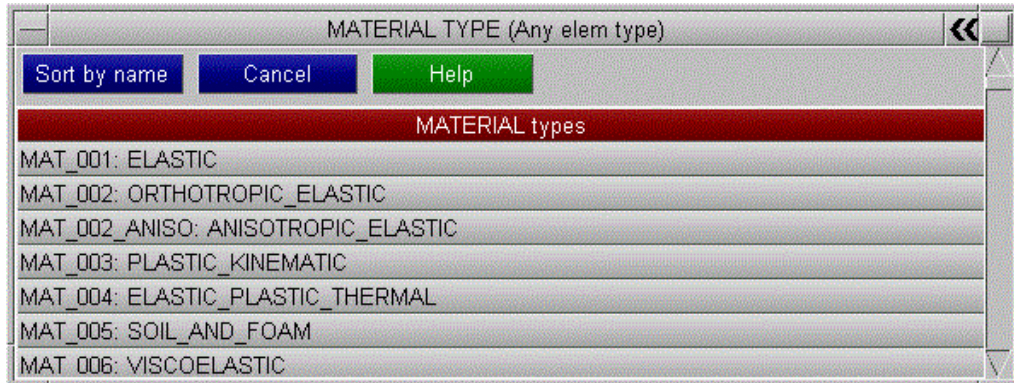 MATERIAL TYPE (Any elem type)
Sort by name Cancel Help
MATERIAL types
MAT_001: ELASTIC
MAT_002: ORTHOTROPIC_ELASTIC
MAT_002_ANISO: ANISOTROPIC_ELASTIC
MAT_003: PLASTIC_KINEMATIC
MAT_004: ELASTIC_PLASTIC_THERMAL
MAT_005: SOIL_AND_FOAM
MAT_006: VISCOELASTIC